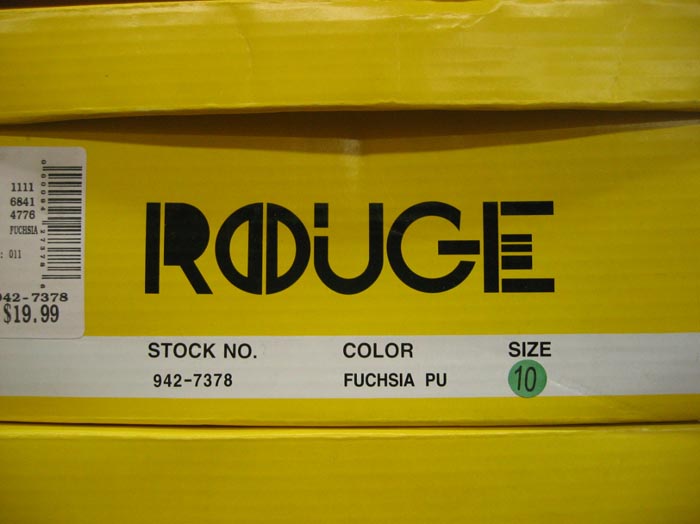 1111
6841
4776
FUCHSIA
: 011
942-7378
$19.99
ROUGE
STOCK NO. COLOR SIZE
942-7378 FUCHSIA PU 10